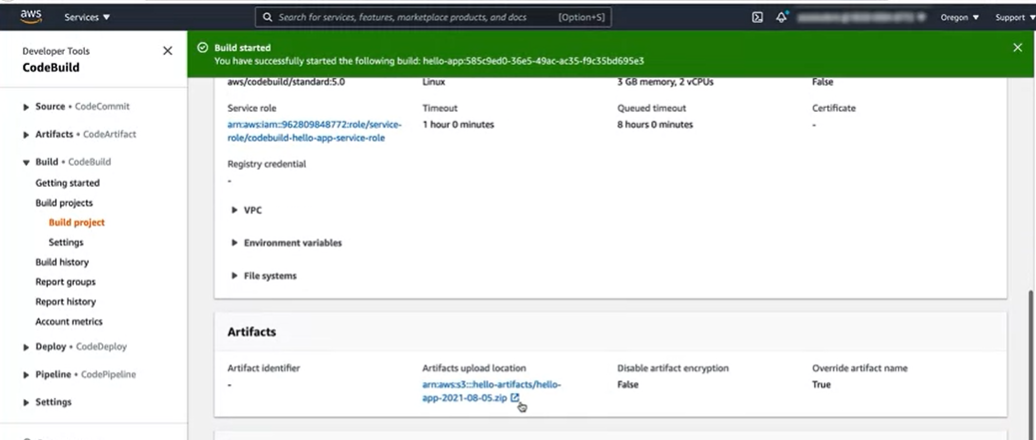 aws
Services ▼
Search for services, features, marketplace products, and docs
[Option+S]
Oregon ▼
Support ▼
Developer Tools
CodeBuild
Source • CodeCommit
Artifacts • CodeArtifact
Build • CodeBuild
Getting started
Build projects
Build project
Settings
Build history
Report groups
Report history
Account metrics
Deploy • CodeDeploy
Pipeline • CodePipeline
Settings
Build started
You have successfully started the following build: hello-app:585c9ed0-36e5-49ac-ac35-f9c35bd695e3
aws/codebuild/standard:5.0
Linux
3 GB memory, 2 vCPUs
False
Service role
arn:aws:iam::962809848772:role/service-
role/codebuild-hello-app-service-role
Timeout
1 hour 0 minutes
Queued timeout
8 hours 0 minutes
Certificate
-
Registry credential
-
VPC
Environment variables
File systems
Artifacts
Artifact identifier
-
Artifacts upload location
arn:aws:s3:::hello-artifacts/hello-
app-2021-08-05.zip
Disable artifact encryption
False
Override artifact name
True